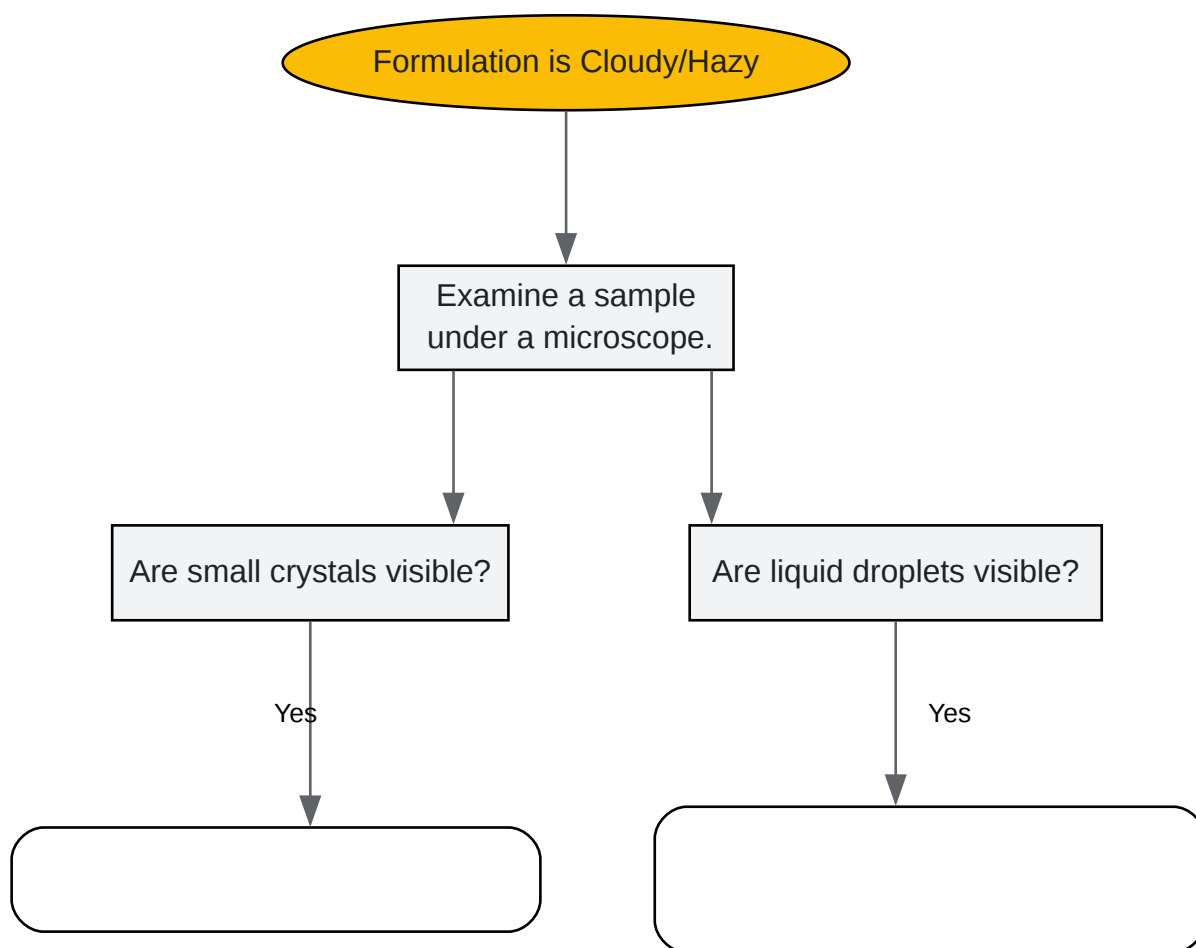 Formulation is Cloudy/Hazy
Examine a sample
under a microscope.
Are small crystals visible?
Are liquid droplets visible?
Yes
Yes